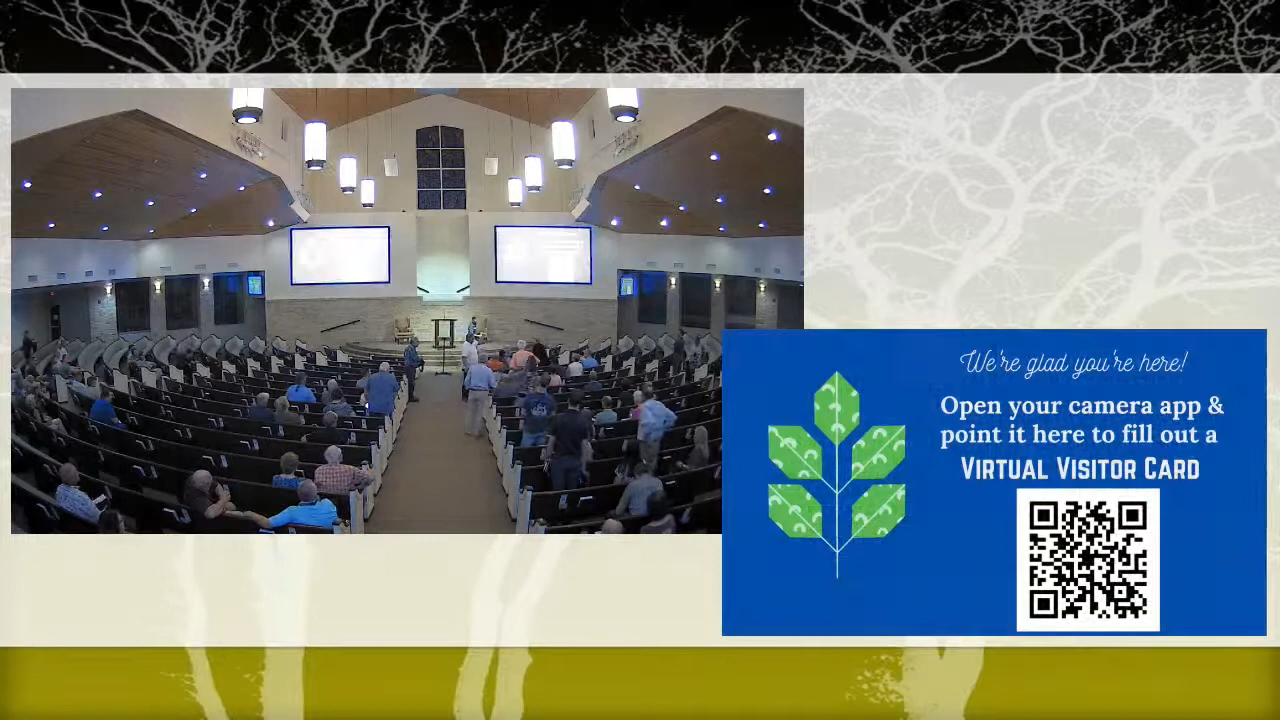 We're glad you're here!
Open your camera app &
point it here to fill out a
VIRTUAL VISITOR CARD